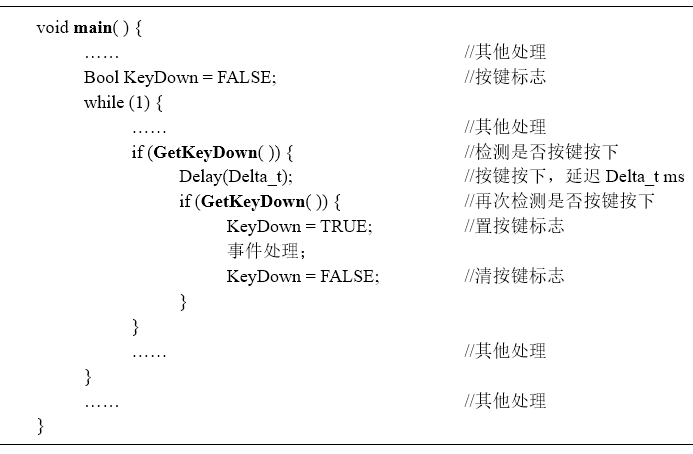 void main( ) {
…… //其他处理
Bool KeyDown = FALSE; //按键标志
while (1) {
…… //其他处理
if (GetKeyDown( )) { //检测是否按键按下
Delay(Delta_t); //按键按下，延迟 Delta_t ms
if (GetKeyDown( )) { //再次检测是否按键按下
KeyDown = TRUE; //置按键标志
事件处理;
KeyDown = FALSE; //清按键标志
}
}
…… //其他处理
}
…… //其他处理
}